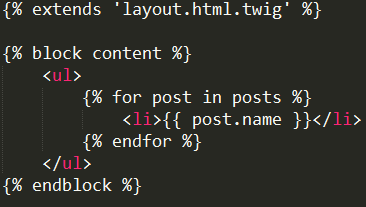 {% extends 'layout.html.twig' %}

{% block content %}
    <ul>
        {% for post in posts %}
            <li>{{ post.name }}</li>
        {% endfor %}
    </ul>
{% endblock %}